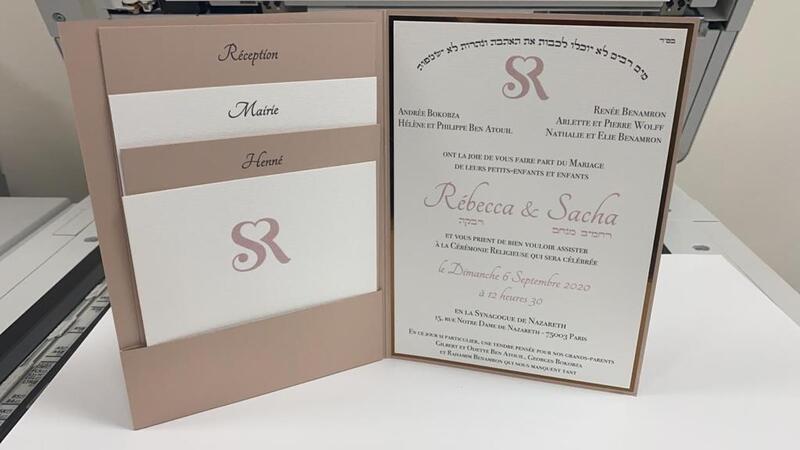 Réception
Mairie
Henné
SR
בס״ד
מים רבים לא יוכלו לכבות את האהבה ונהרות לא ישטפוה
SR
Andrée Bokobza
Hélène et Philippe Ben Atouil
Renée Benamron
Arlette et Pierre Wolff
Nathalie et Elie Benamron
ont la joie de vous faire part du Mariage
de leurs petits-enfants et enfants
Rébecca & Sacha
רבקה רחמים מנחם
et vous prient de bien vouloir assister
à la Cérémonie Religieuse qui sera célébrée
le Dimanche 6 Septembre 2020
à 12 heures 30
en la Synagogue de Nazareth
15, rue Notre Dame de Nazareth - 75003 Paris
En ce jour si particulier, une tendre pensée pour nos grands-parents
Gilbert et Odette Ben Atouil, Georges Bokobza
et Rahamim Benamron qui nous manquent tant